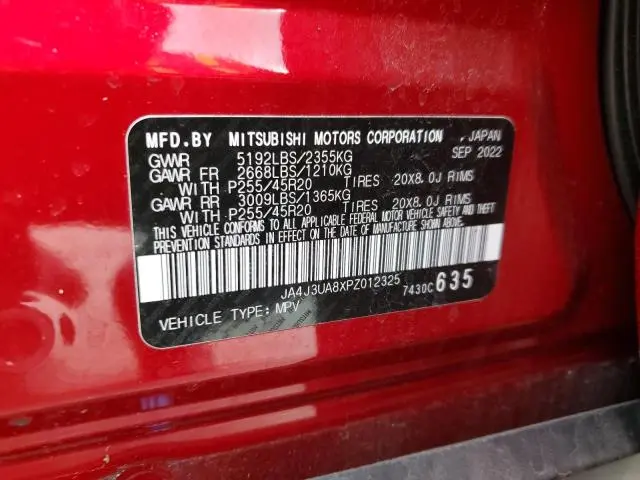 MFD.BY MITSUBISHI MOTORS CORPORATION , JAPAN
GVWR 5192LBS/2355KG SEP 2022
GAWR FR 2668LBS/1210KG
WITH P255/45R20 TIRES 20X8.0J RIMS
GAWR RR 3009LBS/1365KG
WITH P255/45R20 TIRES 20X8.0J RIMS
THIS VEHICLE CONFORMS TO ALL APPLICABLE FEDERAL MOTOR VEHICLE SAFETY AND THEFT
PREVENTION STANDARDS IN EFFECT ON THE DATE OF MANUFACTURE SHOWN ABOVE.
JA4J3UA8XPZ012325 7430C635
VEHICLE TYPE: MPV